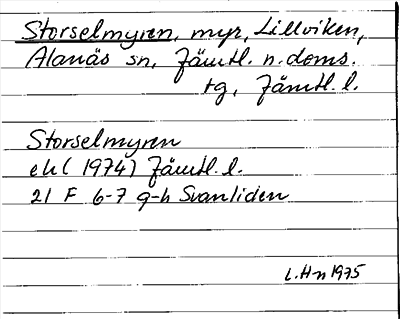 Storselmyren, myr, Lillviken,
Alanäs sn, Jämtl. n. doms.
tg, Jämtl. l.
Storselmyren
ek ( 1974) Jämtl. l.
21 F 6-7 g-h Svanliden
L.H-n 1975